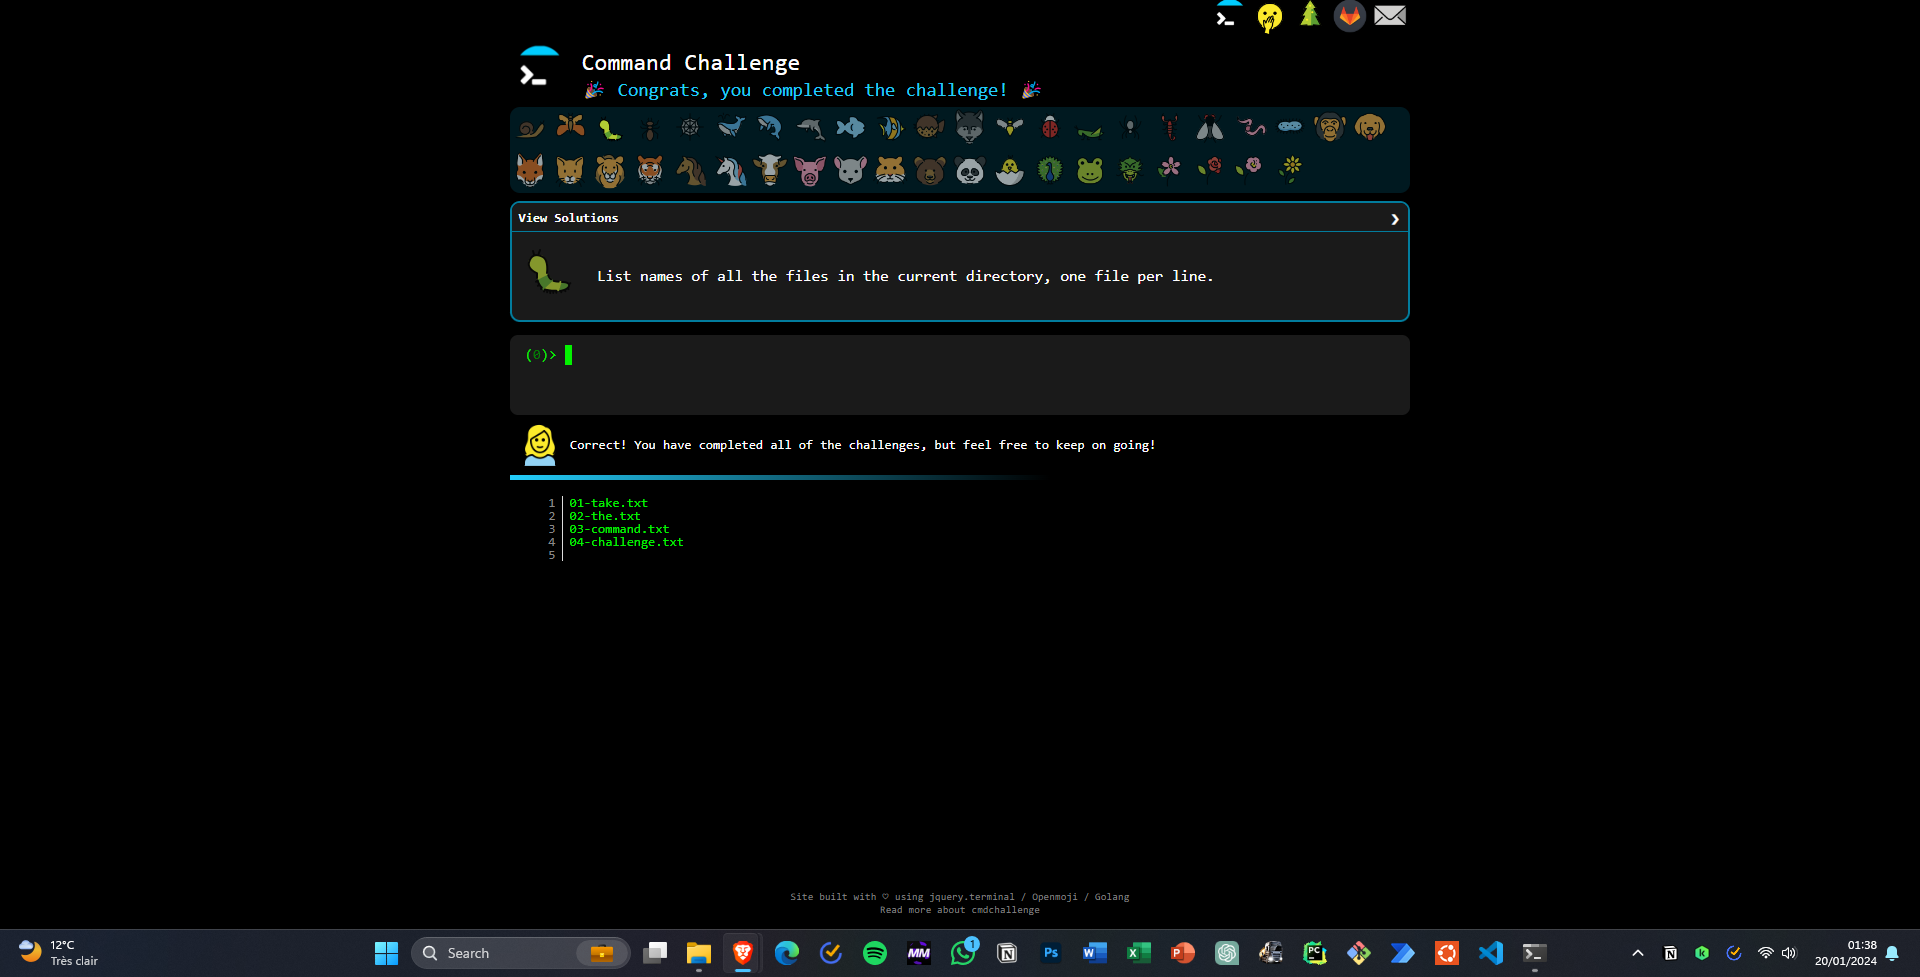 Command Challenge
🎉 Congrats, you completed the challenge! 🎉
View Solutions
List names of all the files in the current directory, one file per line.
(0)>
Correct! You have completed all of the challenges, but feel free to keep on going!
1 01-take.txt
2 02-the.txt
3 03-command.txt
4 04-challenge.txt
5
Site built with ♡ using jquery.terminal / Openmoji / Golang
Read more about cmdchallenge
12°C
Très clair
Search
MM
1
Ps
W
X
P
PC
01:38
20/01/2024